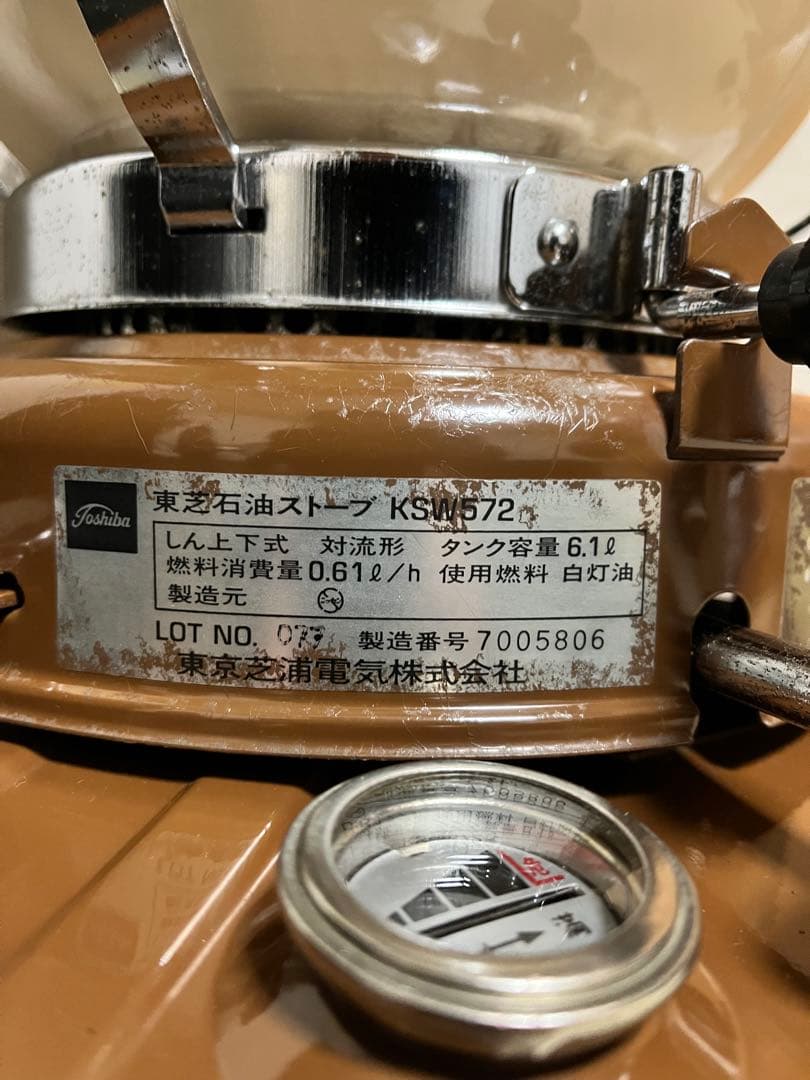 Toshiba
東芝石油ストーブ KSW572
しん上下式 対流形 タンク容量 6.1ℓ
燃料消費量 0.61ℓ/h 使用燃料 白灯油
製造元
LOT NO. 077 製造番号 7005806
東京芝浦電気株式会社